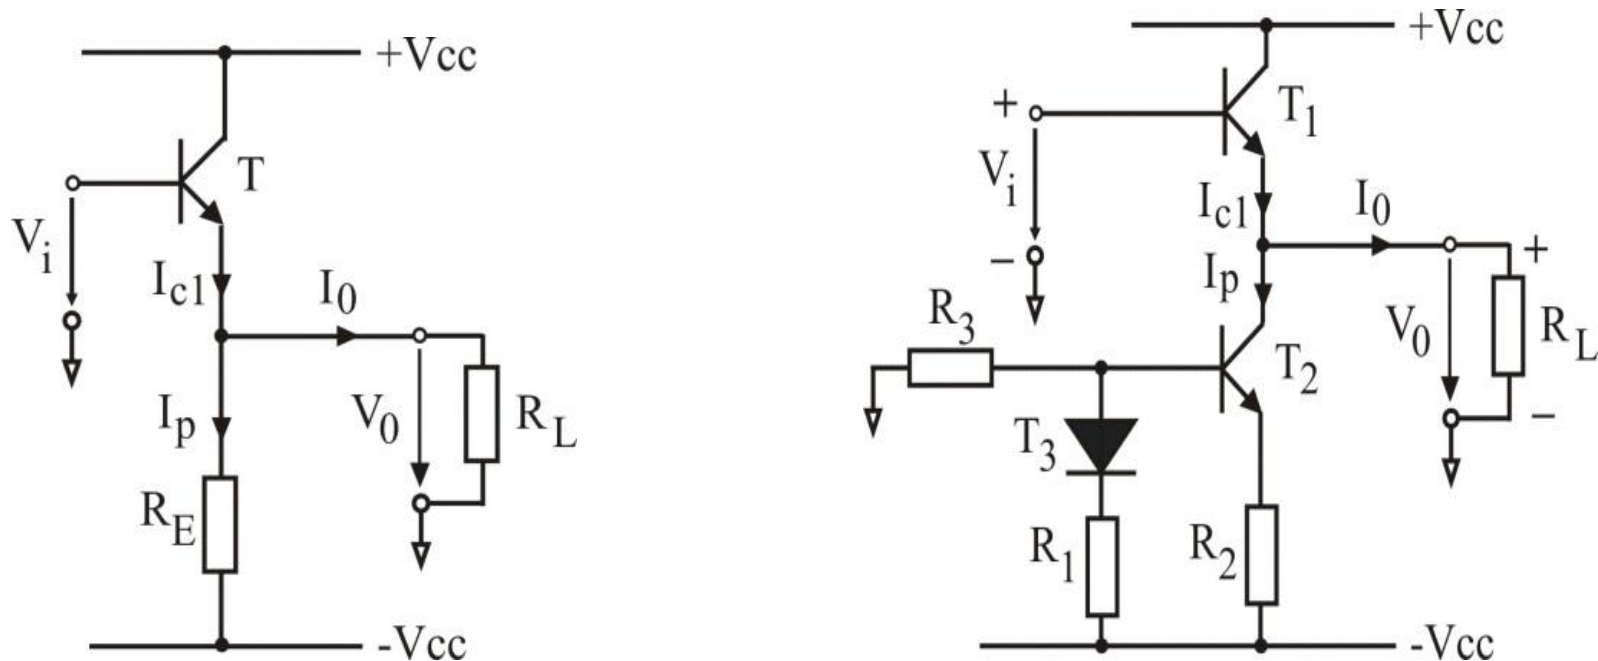 +Vcc
T
Vi
Ic1
I0
Ip
V0
RL
RE
-Vcc
+Vcc
+
T1
Vi
Ic1
I0
−
+
Ip
R3
V0
RL
T2
T3
−
R1
R2
-Vcc